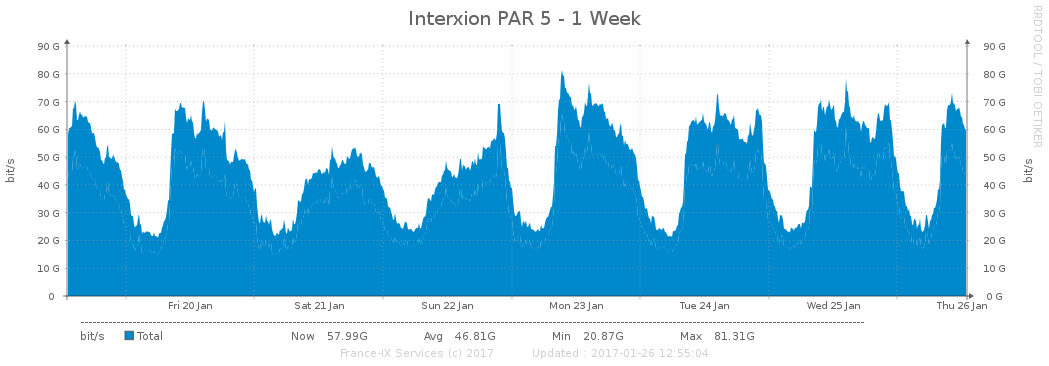 Interxion PAR 5 - 1 Week
RRDTOOL / TOBI OETIKER
90 G 90 G
80 G 80 G
70 G 70 G
60 G 60 G
50 G 50 G
40 G 40 G
30 G 30 G
20 G 20 G
10 G 10 G
0 0 G
bit/s bit/s
Fri 20 Jan Sat 21 Jan Sun 22 Jan Mon 23 Jan Tue 24 Jan Wed 25 Jan Thu 26 Jan
bit/s Total Now 57.99G Avg 46.81G Min 20.87G Max 81.31G
France-IX Services (c) 2017 Updated : 2017-01-26 12:55:04